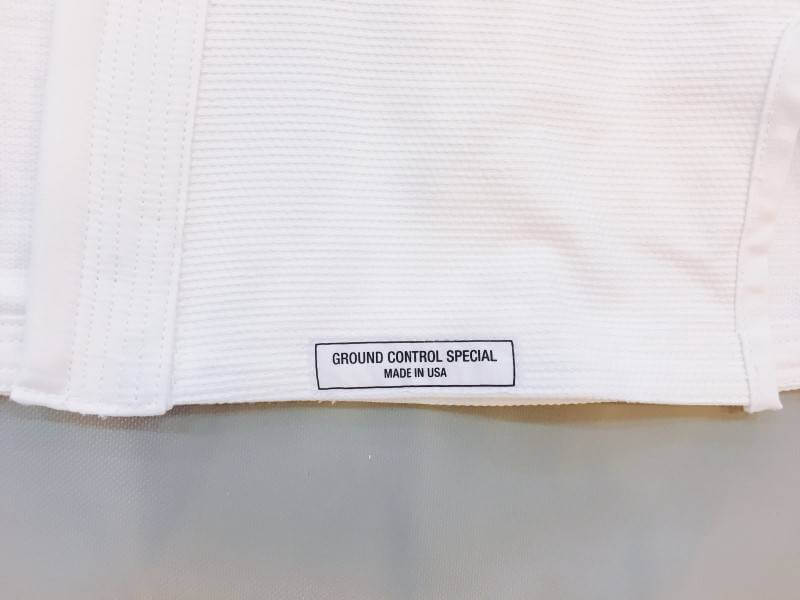 GROUND CONTROL SPECIAL
MADE IN USA